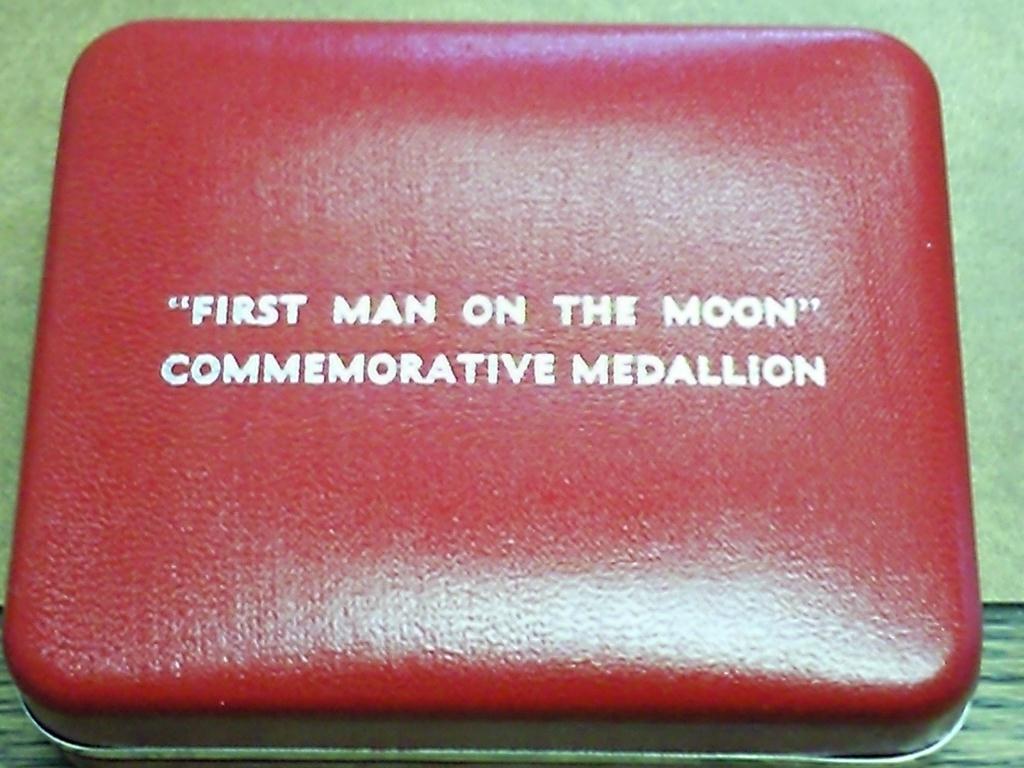 “FIRST MAN ON THE MOON”
COMMEMORATIVE MEDALLION